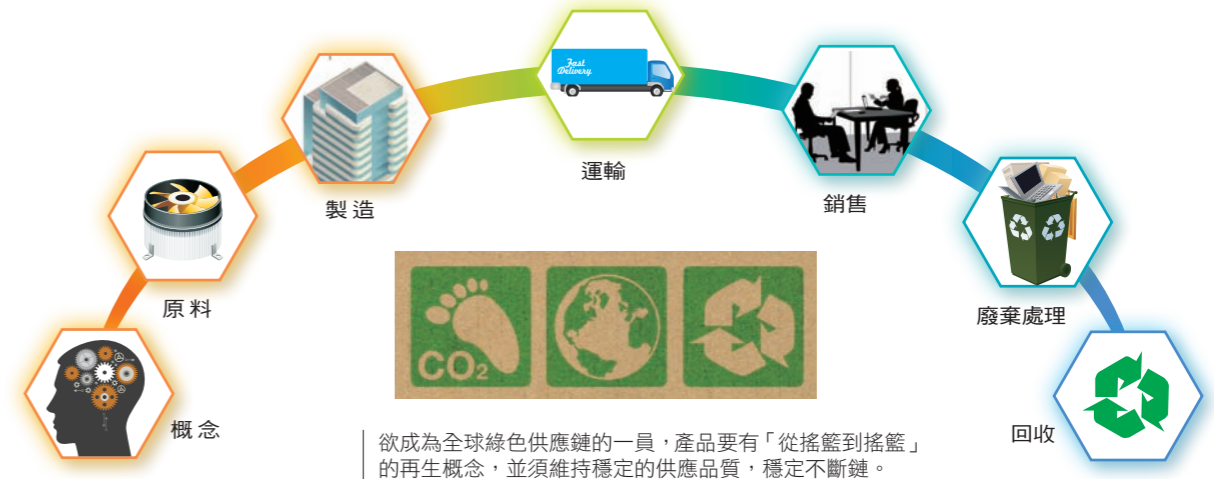 Fast
Delivery
運輸
製造
銷售
原料
廢棄處理
CO₂
概念
回收
欲成為全球綠色供應鏈的一員，產品要有「從搖籃到搖籃」
的再生概念，並須維持穩定的供應品質，穩定不斷鏈。